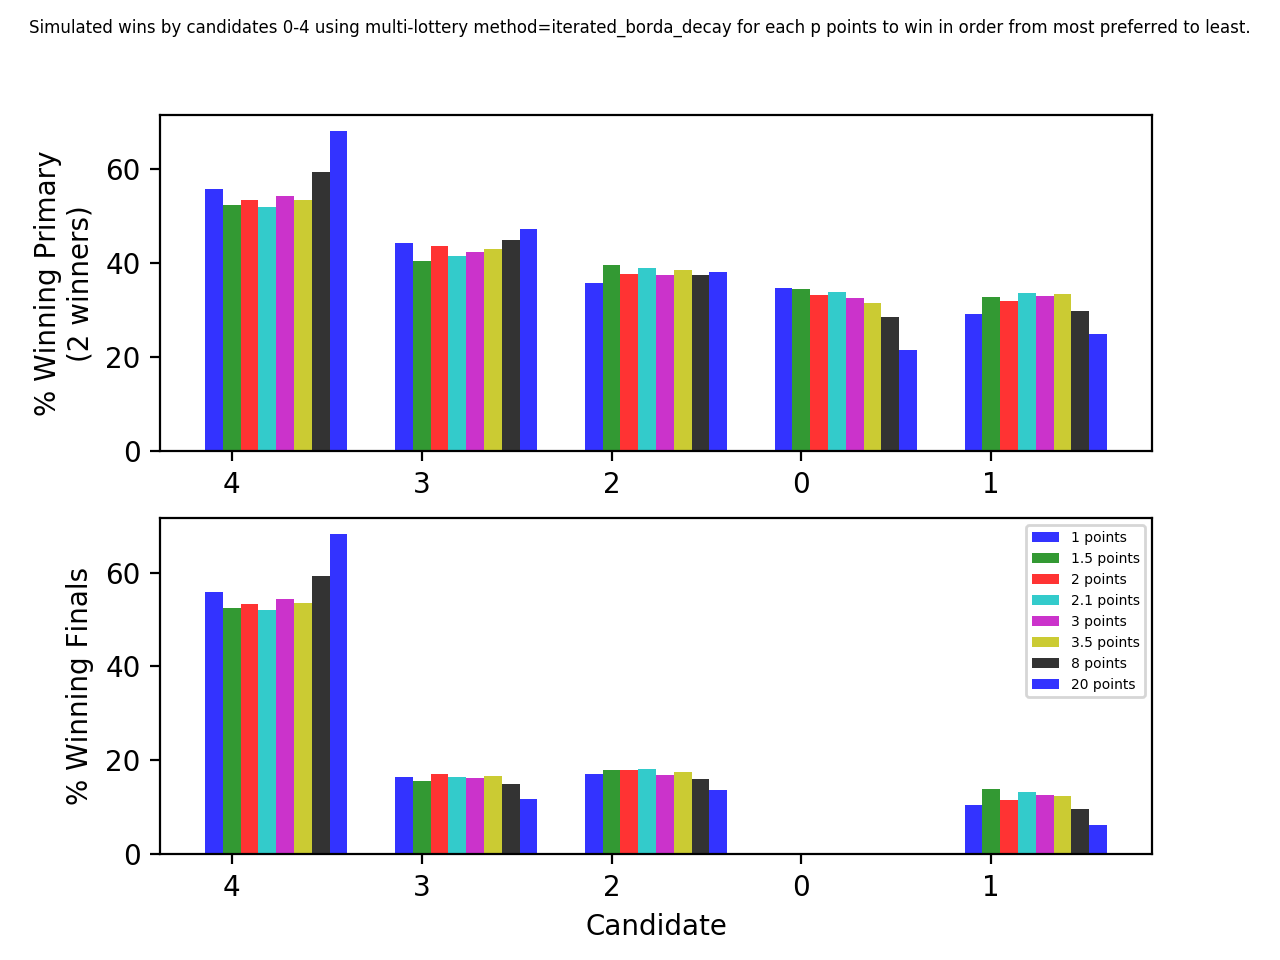 Simulated wins by candidates 0-4 using multi-lottery method=iterated_borda_decay for each p points to win in order from most preferred to least.
% Winning Primary
(2 winners)
60
40
20
0
4 3 2 0 1
% Winning Finals
60
40
20
0
1 points
1.5 points
2 points
2.1 points
3 points
3.5 points
8 points
20 points
4 3 2 0 1
Candidate